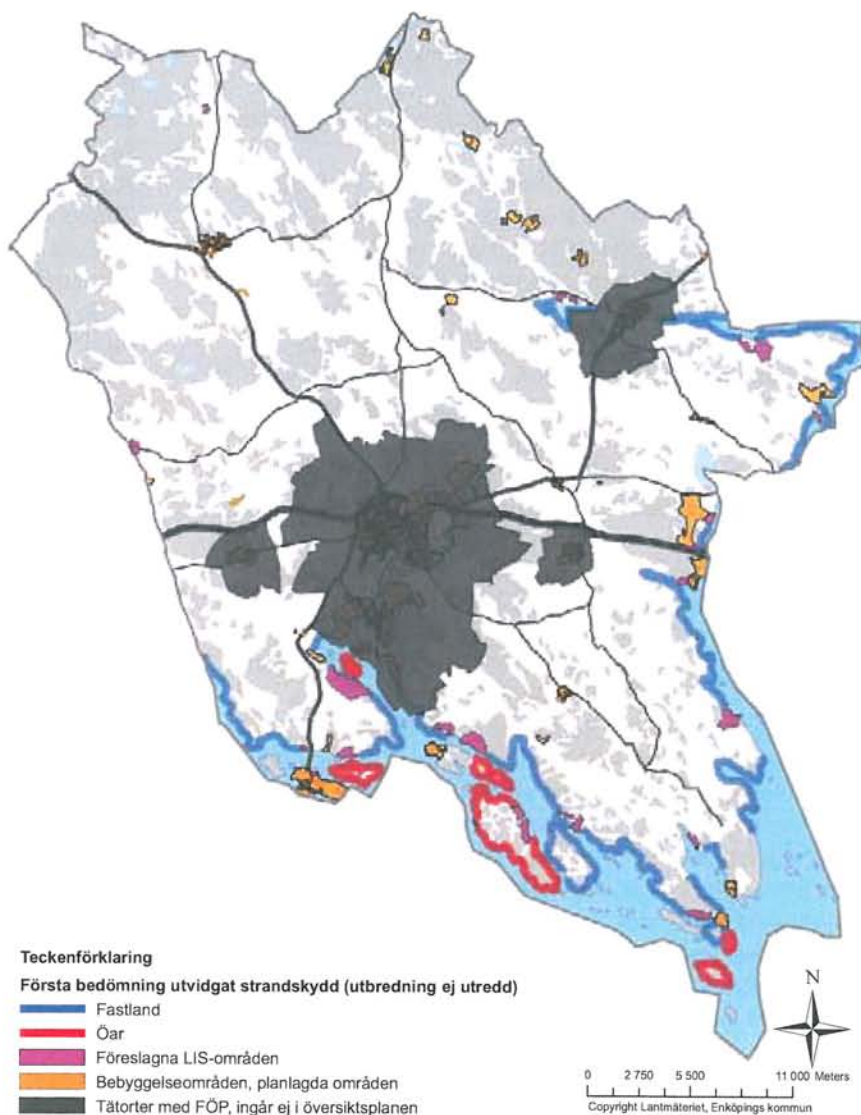 Teckenförklaring
Första bedömning utvidgat strandskydd (utbredning ej utredd)
Fastland
Öar
Föreslagna LIS-områden
Bebyggelseområden, planlagda områden
Tätorter med FÖP, ingår ej i översiktsplanen
N
0 2 750 5 500 11 000 Meters
Copyright Lantmäteriet, Enköpings kommun